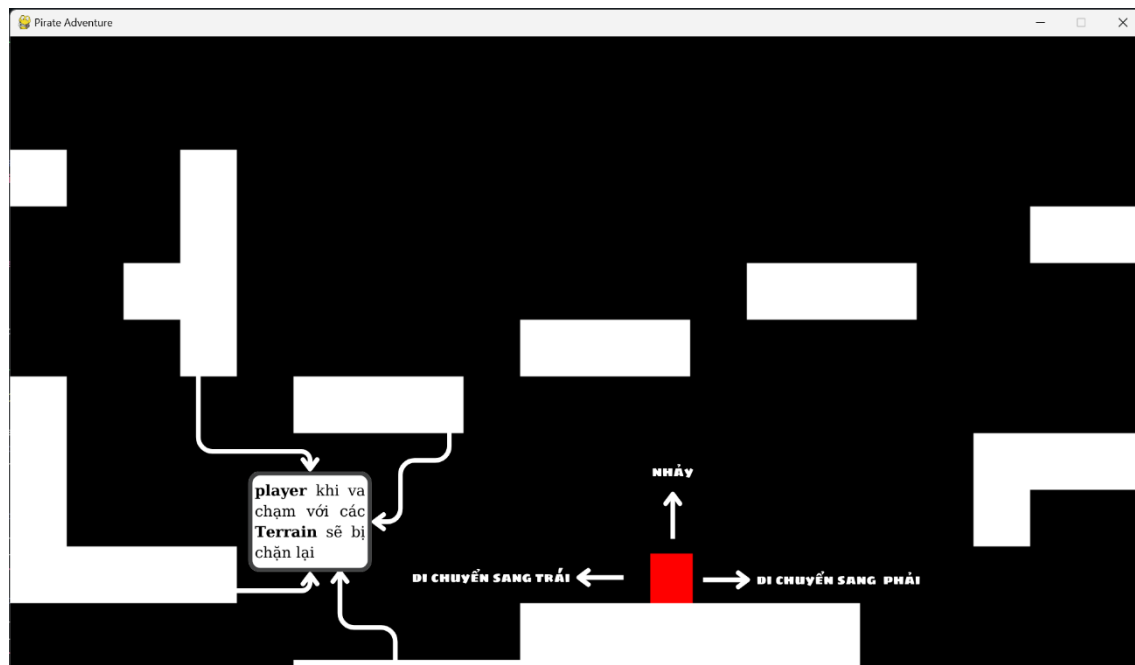 Pirate Adventure
NHẢY
player khi va
chạm với các
Terrain sẽ bị
chặn lại
DI CHUYỂN SANG TRÁI
DI CHUYỂN SANG PHẢI